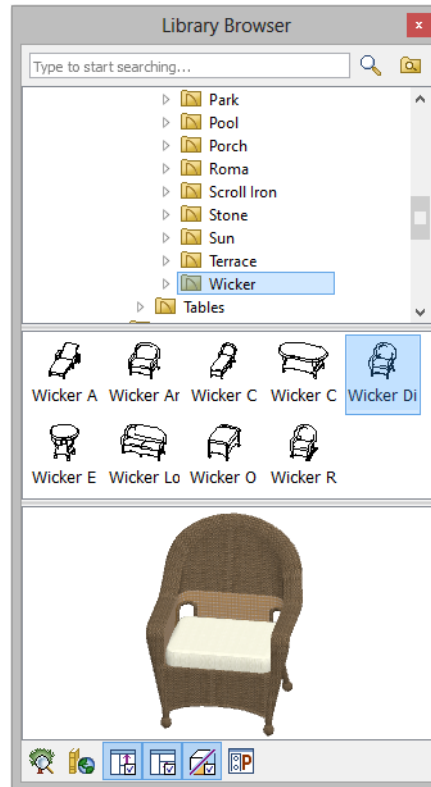 Library Browser
x
Type to start searching...
Park
Pool
Porch
Roma
Scroll Iron
Stone
Sun
Terrace
Wicker
Tables
Wicker A Wicker Ar Wicker C Wicker C Wicker Di
Wicker E Wicker Lo Wicker O Wicker R
P